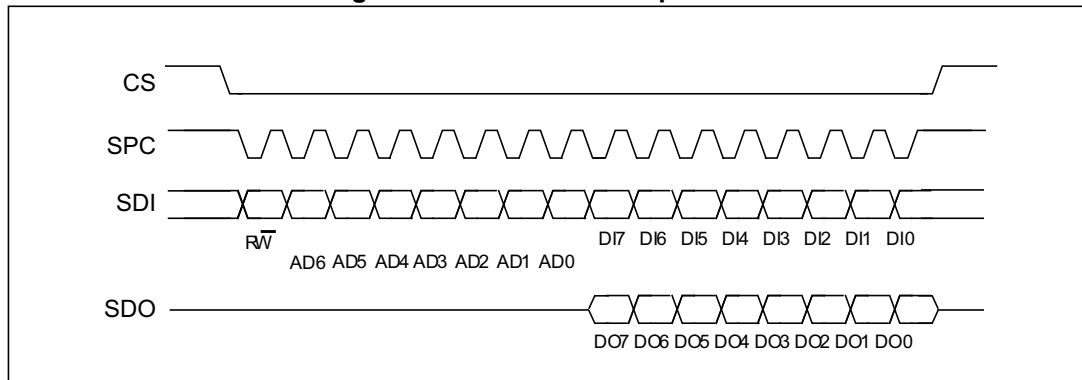 CS
SPC
SDI
RW̅ DI7 DI6 DI5 DI4 DI3 DI2 DI1 DI0
AD6 AD5 AD4 AD3 AD2 AD1 AD0
SDO
DO7 DO6 DO5 DO4 DO3 DO2 DO1 DO0